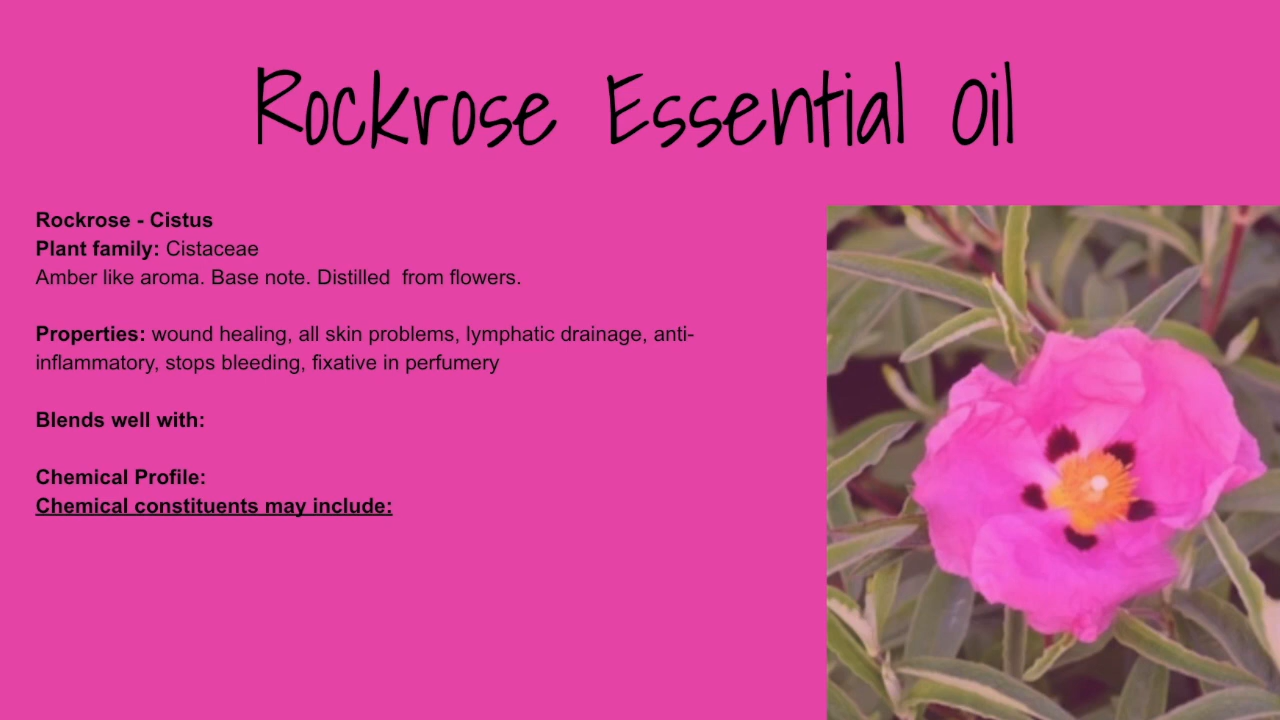 Rockrose Essential Oil
Rockrose - Cistus
Plant family: Cistaceae
Amber like aroma. Base note. Distilled  from flowers.
Properties: wound healing, all skin problems, lymphatic drainage, anti-
inflammatory, stops bleeding, fixative in perfumery
Blends well with:
Chemical Profile:
Chemical constituents may include: